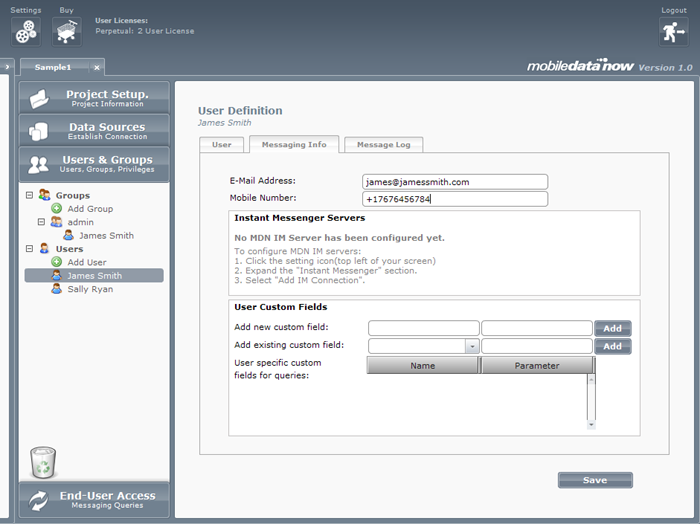 Settings
Buy
User Licenses:
Perpetual: 2 User License
Logout
Sample1
mobiledatanow Version 1.0
Project Setup.
Project Information
Data Sources
Establish Connection
Users & Groups
Users, Groups, Privileges
Groups
Add Group
admin
James Smith
Users
Add User
James Smith
Sally Ryan
End-User Access
Messaging Queries
User Definition
James Smith
User
Messaging Info
Message Log
E-Mail Address:
james@jamessmith.com
Mobile Number:
+17676456784
Instant Messenger Servers
No MDN IM Server has been configured yet.
To configure MDN IM servers:
1. Click the setting icon(top left of your screen)
2. Expand the "Instant Messenger" section.
3. Select "Add IM Connection".
User Custom Fields
Add new custom field:
Add
Add existing custom field:
Add
User specific custom
fields for queries:
Name
Parameter
Save